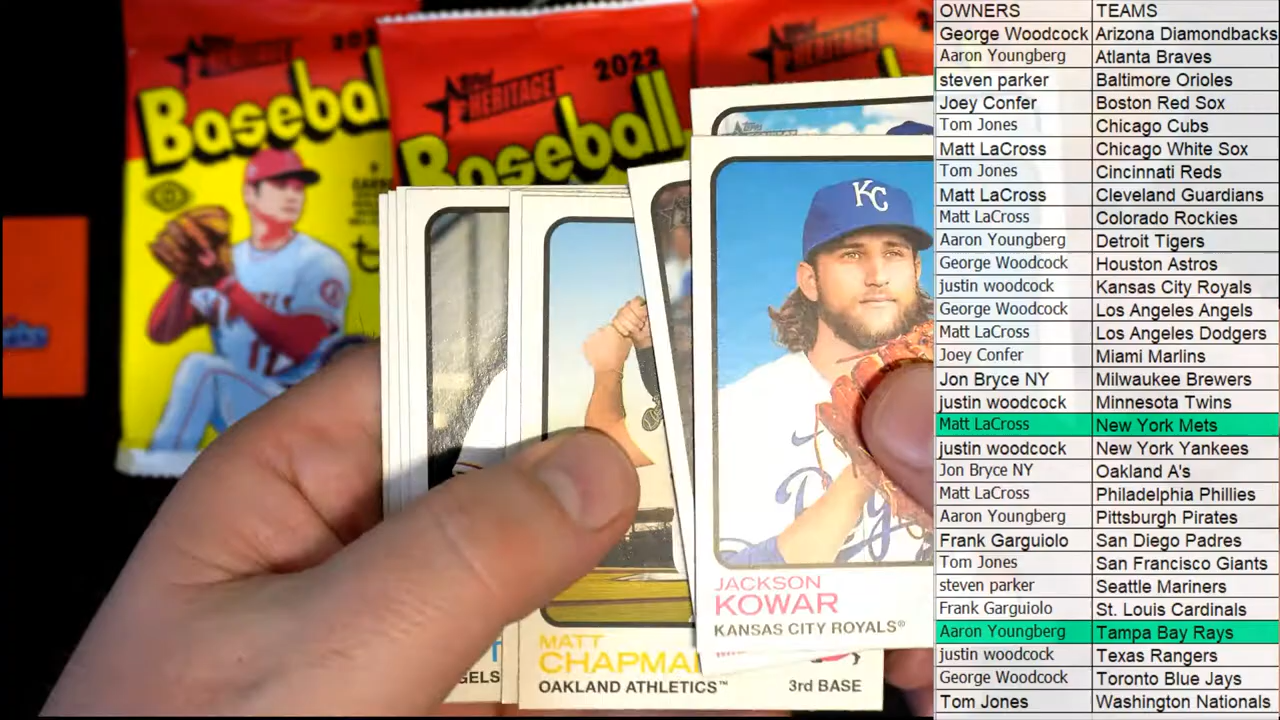 Topps
HERITAGE
Baseball
Topps
HERITAGE
2022
Baseball
KC
JACKSON
KOWAR
KANSAS CITY ROYALS®
MATT
CHAPMA
OAKLAND ATHLETICS™
3rd BASE
GELS
OWNERS TEAMS
George Woodcock Arizona Diamondbacks
Aaron Youngberg Atlanta Braves
steven parker Baltimore Orioles
Joey Confer Boston Red Sox
Tom Jones Chicago Cubs
Matt LaCross Chicago White Sox
Tom Jones Cincinnati Reds
Matt LaCross Cleveland Guardians
Matt LaCross Colorado Rockies
Aaron Youngberg Detroit Tigers
George Woodcock Houston Astros
justin woodcock Kansas City Royals
George Woodcock Los Angeles Angels
Matt LaCross Los Angeles Dodgers
Joey Confer Miami Marlins
Jon Bryce NY Milwaukee Brewers
justin woodcock Minnesota Twins
Matt LaCross New York Mets
justin woodcock New York Yankees
Jon Bryce NY Oakland A's
Matt LaCross Philadelphia Phillies
Aaron Youngberg Pittsburgh Pirates
Frank Garguiolo San Diego Padres
Tom Jones San Francisco Giants
steven parker Seattle Mariners
Frank Garguiolo St. Louis Cardinals
Aaron Youngberg Tampa Bay Rays
justin woodcock Texas Rangers
George Woodcock Toronto Blue Jays
Tom Jones Washington Nationals